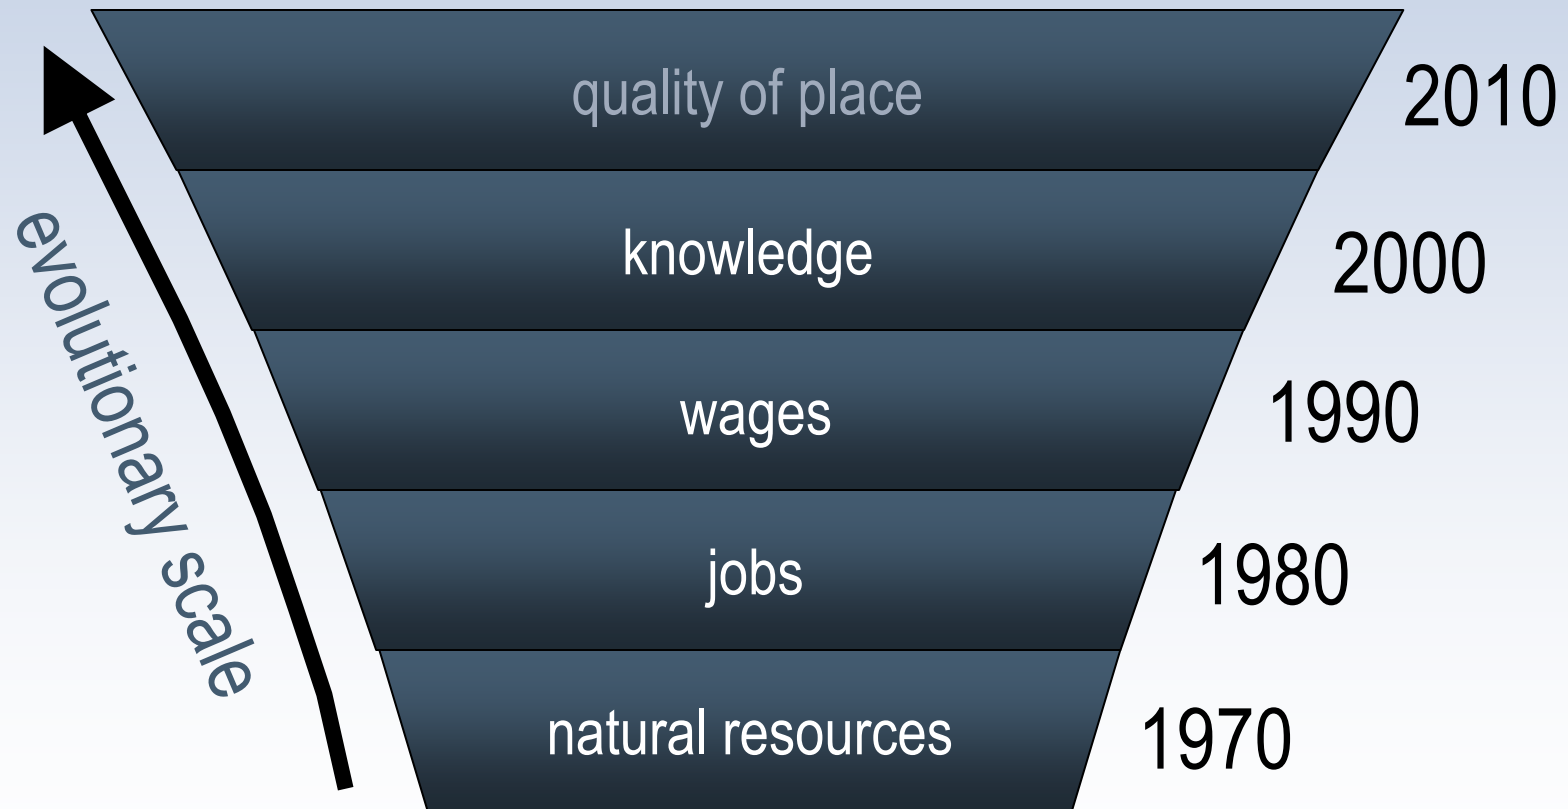 quality of place
2010
knowledge
2000
wages
1990
jobs
1980
natural resources
1970
evolutionary scale